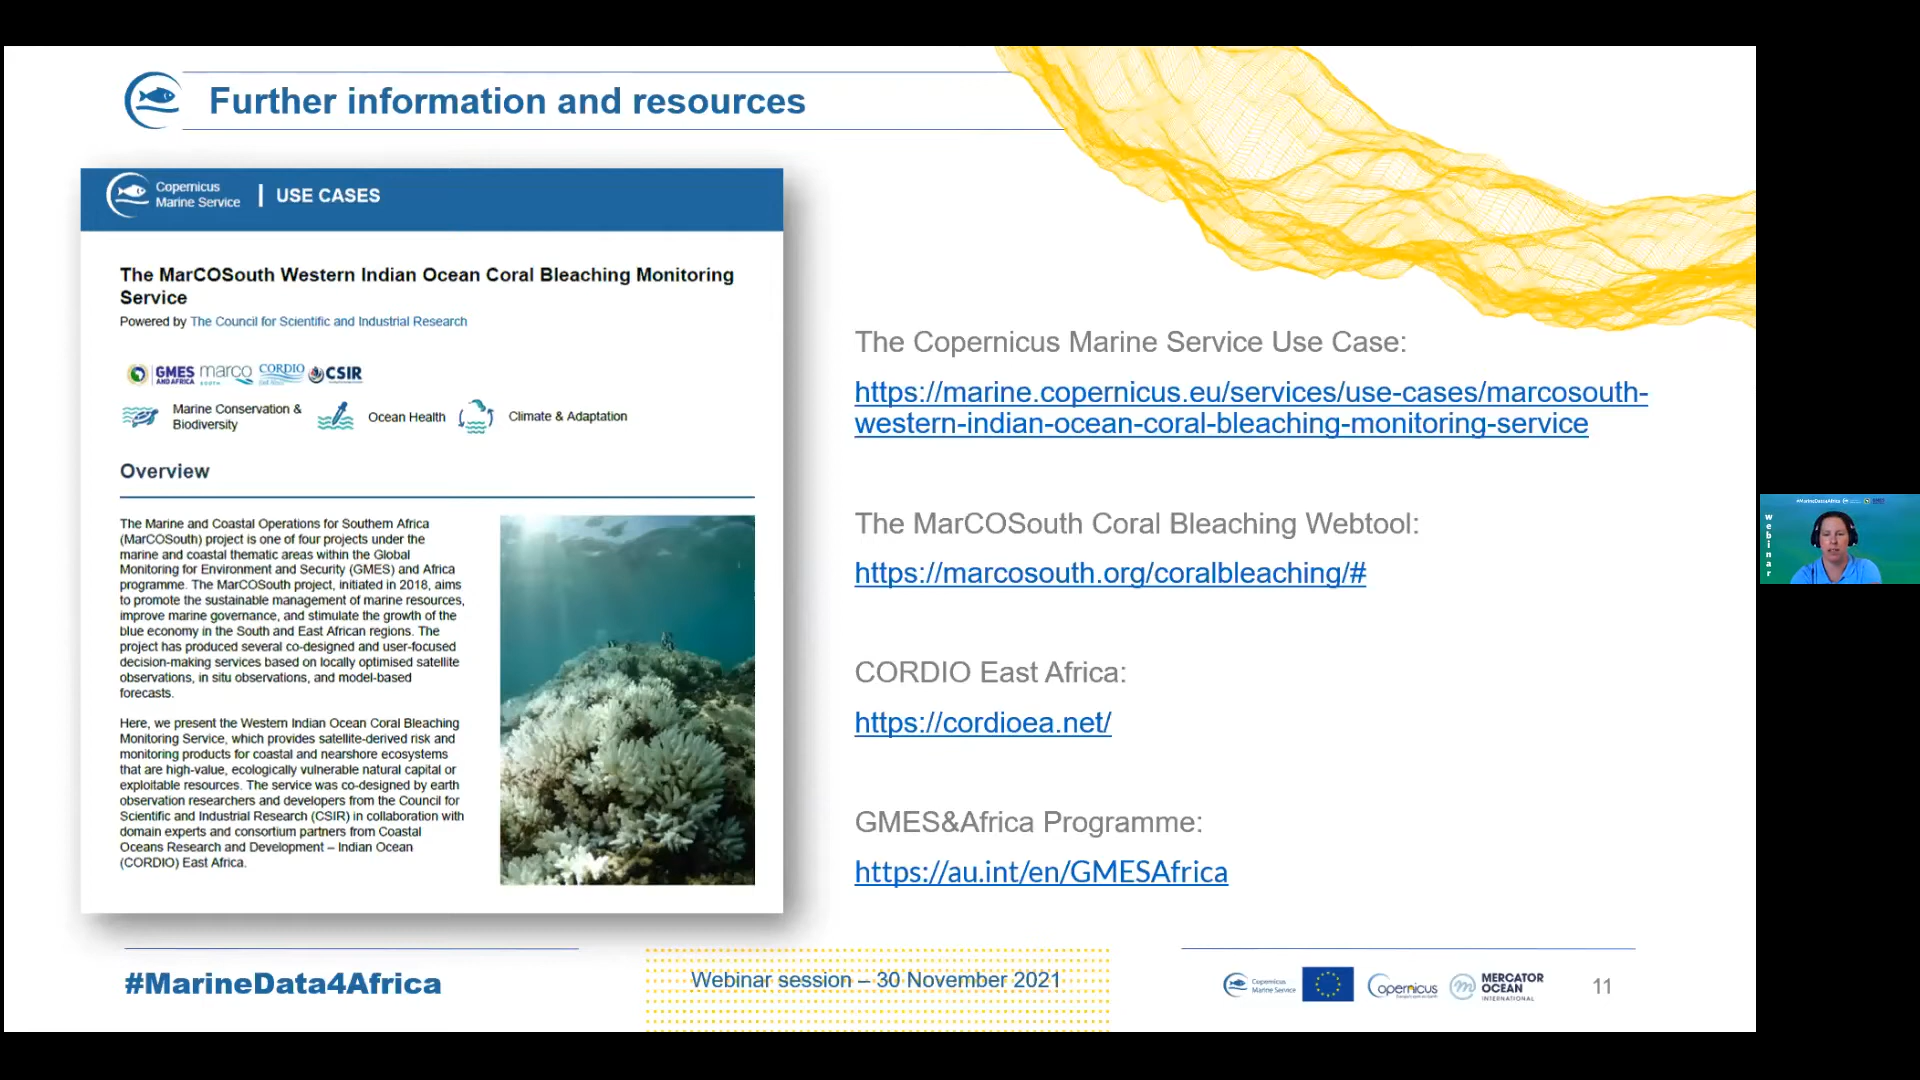 Further information and resources
Copernicus
Marine Service | USE CASES
The MarCOSouth Western Indian Ocean Coral Bleaching Monitoring
Service
Powered by The Council for Scientific and Industrial Research
GMES AND AFRICA marco SOUTH CORDIO East Africa CSIR
Marine Conservation &
Biodiversity
Ocean Health
Climate & Adaptation
Overview
The Marine and Coastal Operations for Southern Africa
(MarCOSouth) project is one of four projects under the
marine and coastal thematic areas within the Global
Monitoring for Environment and Security (GMES) and Africa
programme. The MarCOSouth project, initiated in 2018, aims
to promote the sustainable management of marine resources,
improve marine governance, and stimulate the growth of the
blue economy in the South and East African regions. The
project has produced several co-designed and user-focused
decision-making services based on locally optimised satellite
observations, in situ observations, and model-based
forecasts.
Here, we present the Western Indian Ocean Coral Bleaching
Monitoring Service, which provides satellite-derived risk and
monitoring products for coastal and nearshore ecosystems
that are high-value, ecologically vulnerable natural capital or
exploitable resources. The service was co-designed by earth
observation researchers and developers from the Council for
Scientific and Industrial Research (CSIR) in collaboration with
domain experts and consortium partners from Coastal
Oceans Research and Development – Indian Ocean
(CORDIO) East Africa.
The Copernicus Marine Service Use Case:
https://marine.copernicus.eu/services/use-cases/marcosouth-
western-indian-ocean-coral-bleaching-monitoring-service
The MarCOSouth Coral Bleaching Webtool:
https://marcosouth.org/coralbleaching/#
CORDIO East Africa:
https://cordioea.net/
GMES&Africa Programme:
https://au.int/en/GMESAfrica
#MarineData4Africa
Webinar session – 30 November 2021
Copernicus
Marine Service
opernicus
MERCATOR
OCEAN
INTERNATIONAL
11
#MarineData4Africa
webinar